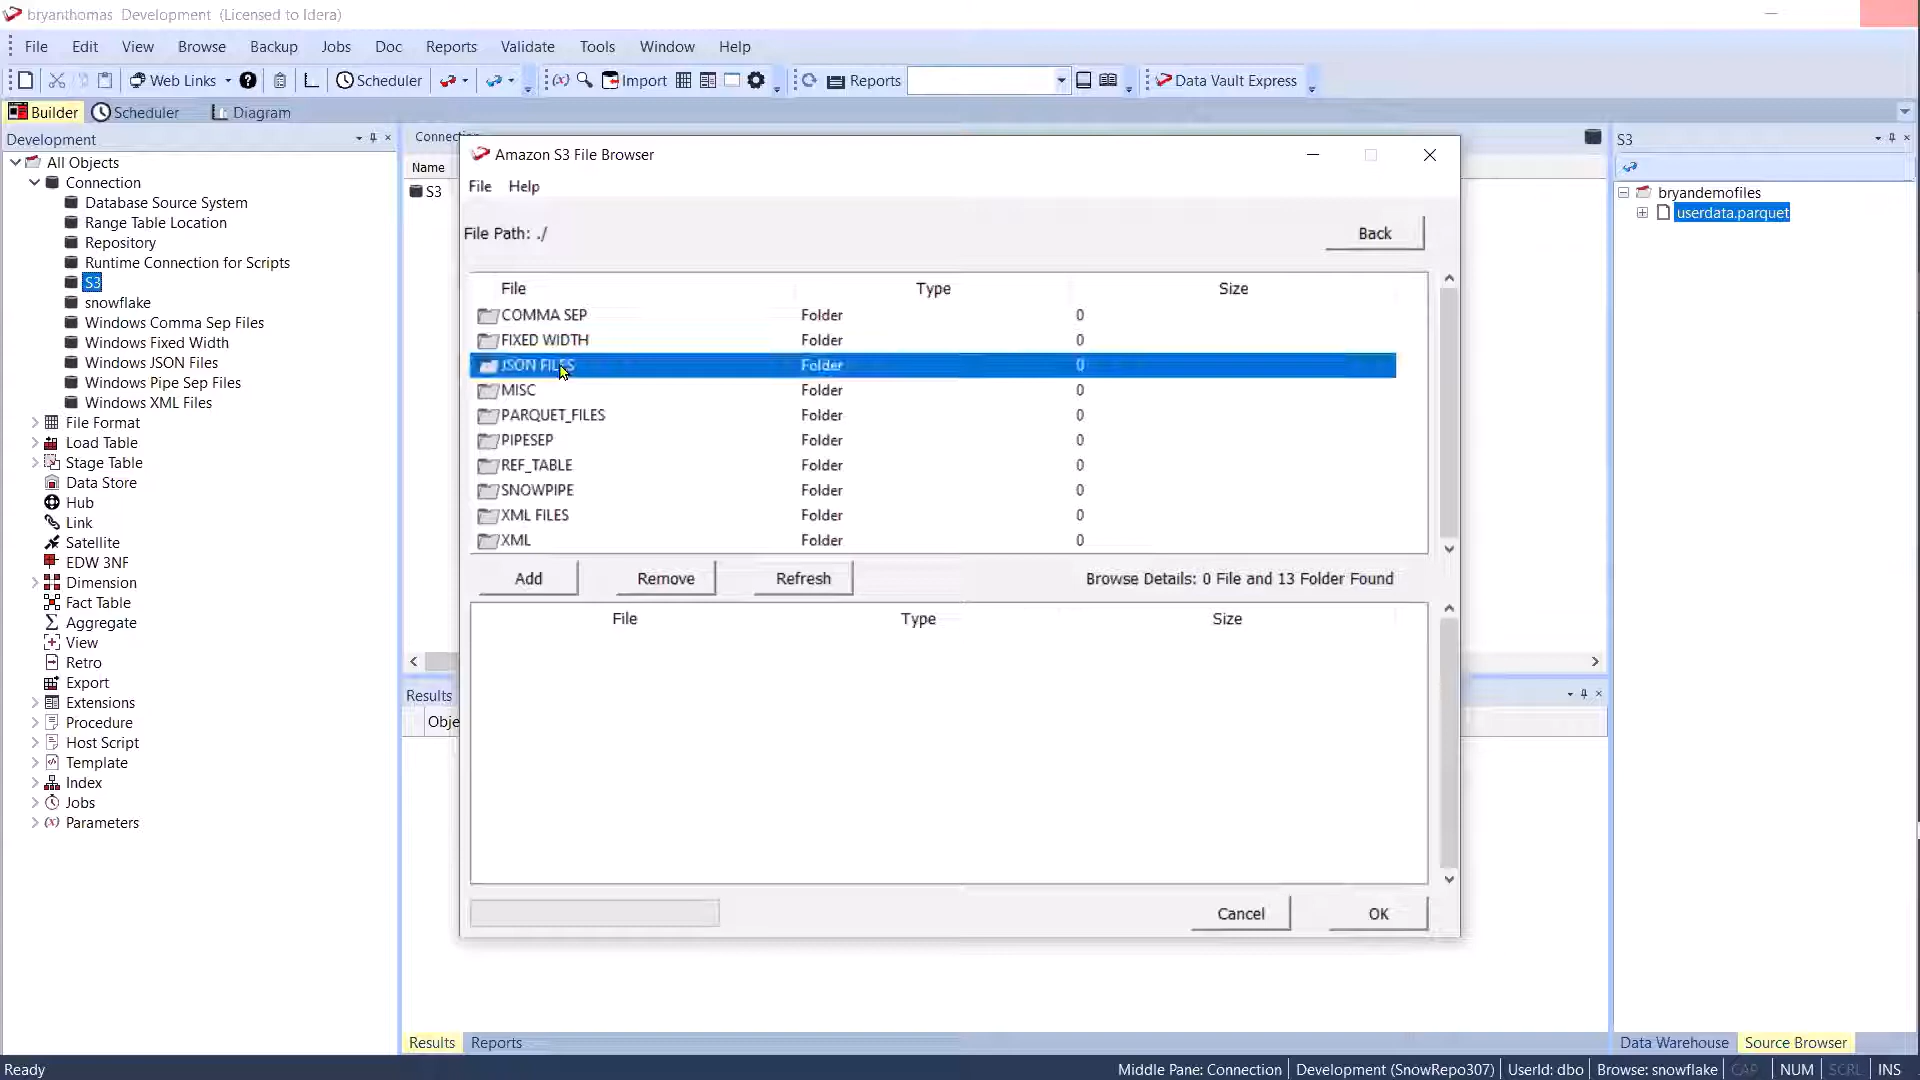 bryanthomas Development (Licensed to Idera)
File Edit View Browse Backup Jobs Doc Reports Validate Tools Window Help
Web Links Scheduler (x) Import Reports Data Vault Express
Builder Scheduler Diagram
Development
All Objects
Connection
Database Source System
Range Table Location
Repository
Runtime Connection for Scripts
S3
snowflake
Windows Comma Sep Files
Windows Fixed Width
Windows JSON Files
Windows Pipe Sep Files
Windows XML Files
File Format
Load Table
Stage Table
Data Store
Hub
Link
Satellite
EDW 3NF
Dimension
Fact Table
Aggregate
View
Retro
Export
Extensions
Procedure
Host Script
Template
Index
Jobs
(x) Parameters
Name
S3
Amazon S3 File Browser
File Help
File Path: ./ Back
File Type Size
COMMA SEP Folder 0
FIXED WIDTH Folder 0
JSON FILES Folder 0
MISC Folder 0
PARQUET_FILES Folder 0
PIPESEP Folder 0
REF_TABLE Folder 0
SNOWPIPE Folder 0
XML FILES Folder 0
XML Folder 0
Add Remove Refresh Browse Details: 0 File and 13 Folder Found
File Type Size
Cancel OK
Results
Obje
Results Reports
S3
bryandemofiles
userdata.parquet
Data Warehouse Source Browser
Ready Middle Pane: Connection Development (SnowRepo307) UserId: dbo Browse: snowflake CAP NUM SCRL INS